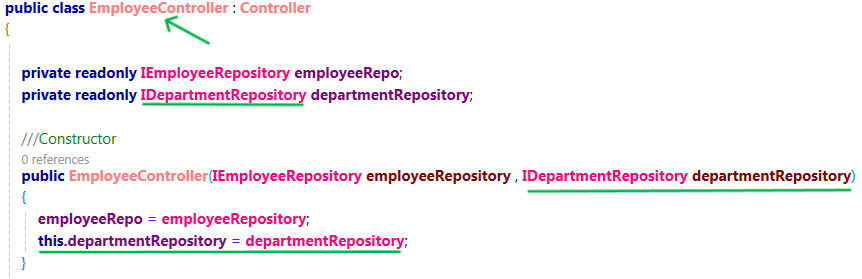 public class EmployeeController : Controller
{
private readonly IEmployeeRepository employeeRepo;
private readonly IDepartmentRepository departmentRepository;
///Constructor
0 references
public EmployeeController(IEmployeeRepository employeeRepository , IDepartmentRepository departmentRepository)
{
employeeRepo = employeeRepository;
this.departmentRepository = departmentRepository;
}